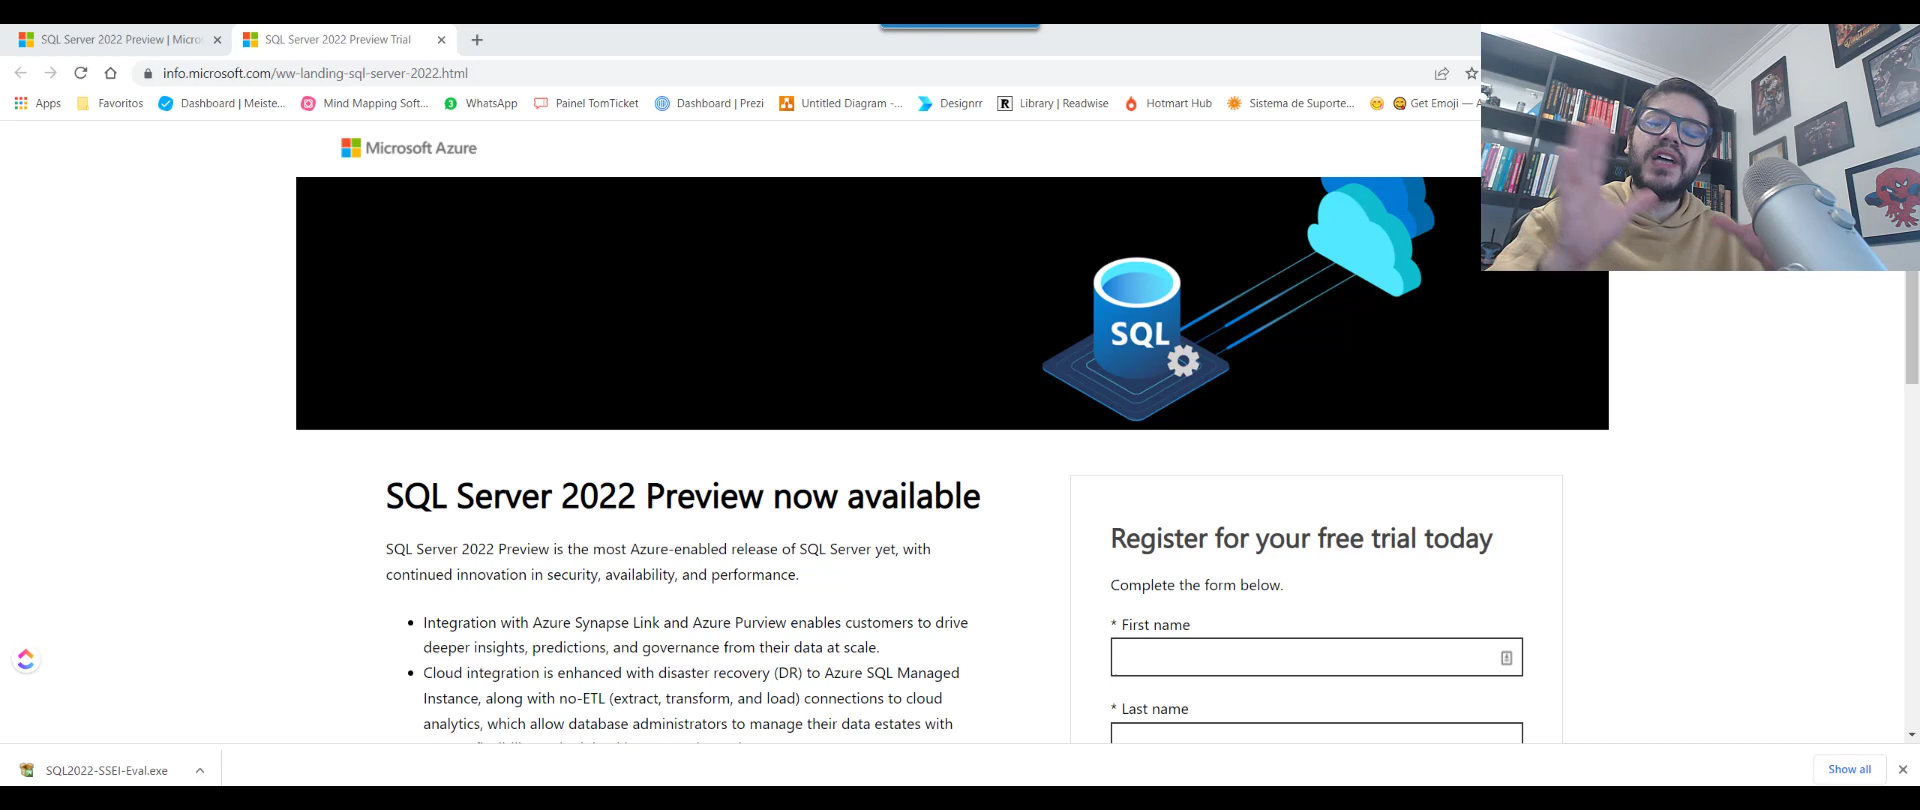 SQL Server 2022 Preview | Micro
SQL Server 2022 Preview Trial
info.microsoft.com/ww-landing-sql-server-2022.html
Apps
Favoritos
Dashboard | Meiste...
Mind Mapping Soft...
WhatsApp
Painel TomTicket
Dashboard | Prezi
Untitled Diagram -...
Designrr
R
Library | Readwise
Hotmart Hub
Sistema de Suporte...
Get Emoji — A
Microsoft Azure
SQL
SQL Server 2022 Preview now available
SQL Server 2022 Preview is the most Azure-enabled release of SQL Server yet, with
continued innovation in security, availability, and performance.
• Integration with Azure Synapse Link and Azure Purview enables customers to drive
deeper insights, predictions, and governance from their data at scale.
• Cloud integration is enhanced with disaster recovery (DR) to Azure SQL Managed
Instance, along with no-ETL (extract, transform, and load) connections to cloud
analytics, which allow database administrators to manage their data estates with
Register for your free trial today
Complete the form below.
* First name
* Last name
SQL2022-SSEI-Eval.exe
Show all